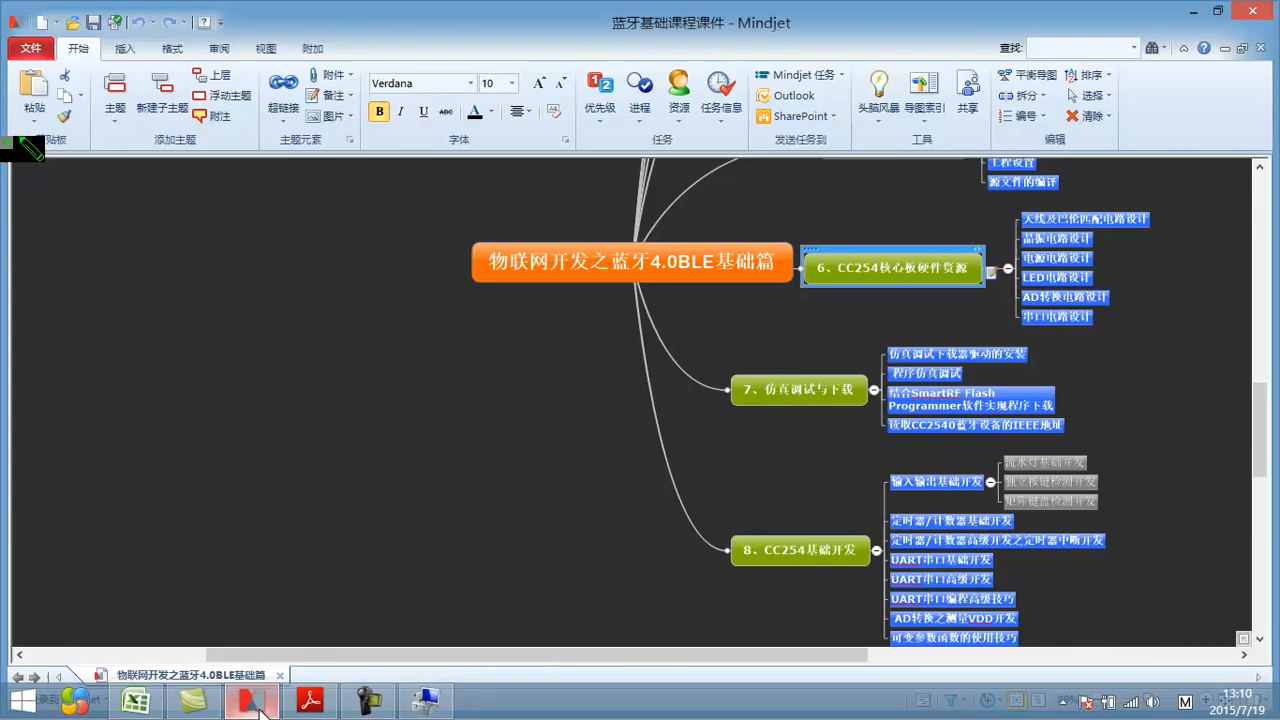 蓝牙基础课程课件 - Mindjet
文件
开始
插入
格式
审阅
视图
附加
查找:
粘贴
主题
新建子主题
上层
浮动主题
附注
超链接
附件
备注
图片
Verdana
10
B
I
U
ABC
A
优先级
进程
资源
任务信息
Mindjet 任务
Outlook
SharePoint
头脑风暴
导图索引
共享
平衡导图
拆分
编号
排序
选择
清除
添加主题
主题元素
字体
任务
发送任务到
工具
编辑
工程设置
源文件的编译
物联网开发之蓝牙4.0BLE基础篇
6、CC254核心板硬件资源
天线及巴伦匹配电路设计
晶振电路设计
电源电路设计
LED电路设计
AD转换电路设计
串口电路设计
7、仿真调试与下载
仿真调试下载器驱动的安装
程序仿真调试
结合SmartRF Flash
Programmer软件实现程序下载
读取CC2540蓝牙设备的IEEE地址
8、CC254基础开发
输入输出基础开发
流水灯基础开发
独立按键检测开发
矩阵键盘检测开发
定时器/计数器基础开发
定时器/计数器高级开发之定时器中断开发
UART串口基础开发
UART串口高级开发
UART串口编程高级技巧
AD转换之测量VDD开发
可变参数函数的使用技巧
物联网开发之蓝牙4.0BLE基础篇
M
13:10
2015/7/19